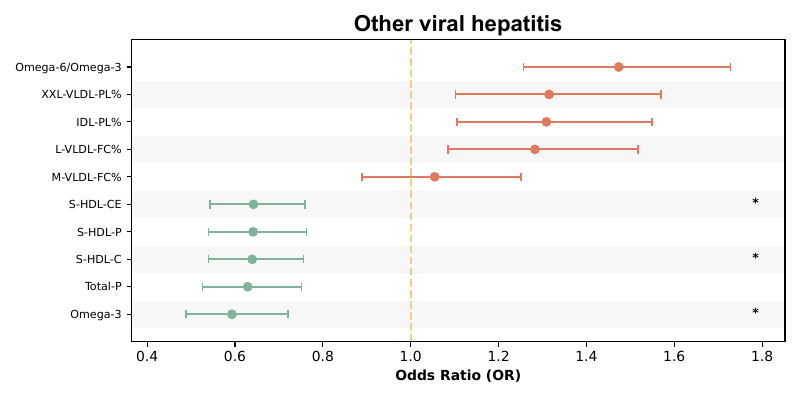 Other viral hepatitis
Omega-6/Omega-3
XXL-VLDL-PL%
IDL-PL%
L-VLDL-FC%
M-VLDL-FC%
S-HDL-CE *
S-HDL-P
S-HDL-C *
Total-P
Omega-3 *
0.4 0.6 0.8 1.0 1.2 1.4 1.6 1.8
Odds Ratio (OR)